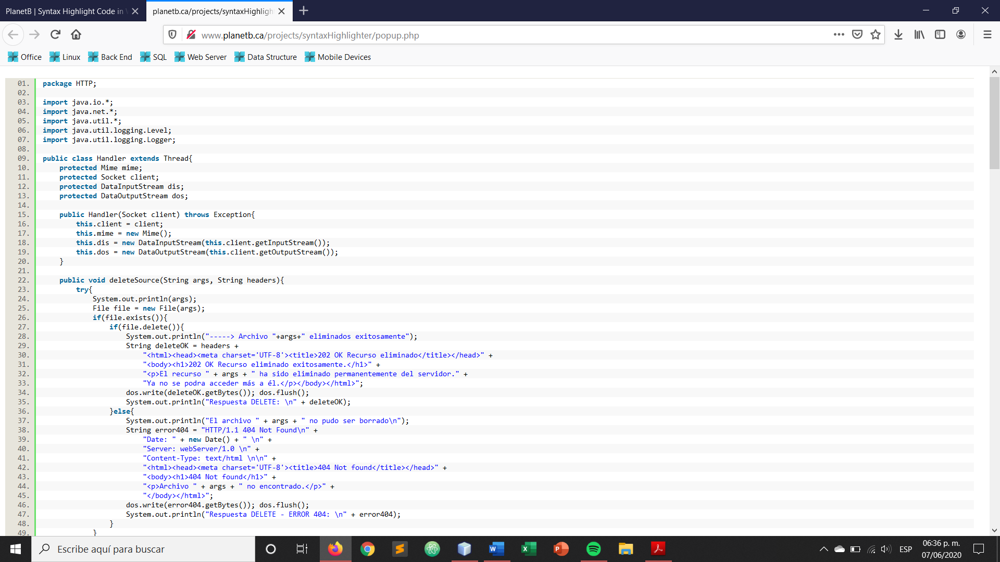 PlanetB | Syntax Highlight Code in
planetb.ca/projects/syntaxHighligh
www.planetb.ca/projects/syntaxHighlighter/popup.php
Office Linux Back End SQL Web Server Data Structure Mobile Devices
01. package HTTP;
02.
03. import java.io.*;
04. import java.net.*;
05. import java.util.*;
06. import java.util.logging.Level;
07. import java.util.logging.Logger;
08.
09. public class Handler extends Thread{
10.     protected Mime mime;
11.     protected Socket client;
12.     protected DataInputStream dis;
13.     protected DataOutputStream dos;
14.
15.     public Handler(Socket client) throws Exception{
16.         this.client = client;
17.         this.mime = new Mime();
18.         this.dis = new DataInputStream(this.client.getInputStream());
19.         this.dos = new DataOutputStream(this.client.getOutputStream());
20.     }
21.
22.     public void deleteSource(String args, String headers){
23.         try{
24.             System.out.println(args);
25.             File file = new File(args);
26.             if(file.exists()){
27.                 if(file.delete()){
28.                     System.out.println("-----> Archivo "+args+" eliminados exitosamente");
29.                     String deleteOK = headers +
30.                         "<html><head><meta charset='UTF-8'><title>202 OK Recurso eliminado</title></head>" +
31.                         "<body><h1>202 OK Recurso eliminado exitosamente.</h1>" +
32.                         "<p>El recurso " + args + " ha sido eliminado permanentemente del servidor." +
33.                         "Ya no se podra acceder más a él.</p></body></html>";
34.                     dos.write(deleteOK.getBytes()); dos.flush();
35.                     System.out.println("Respuesta DELETE: \n" + deleteOK);
36.                 }else{
37.                     System.out.println("El archivo " + args + " no pudo ser borrado\n");
38.                     String error404 = "HTTP/1.1 404 Not Found\n" +
39.                         "Date: " + new Date() + " \n" +
40.                         "Server: webServer/1.0 \n" +
41.                         "Content-Type: text/html \n\n" +
42.                         "<html><head><meta charset='UTF-8'><title>404 Not found</title></head>" +
43.                         "<body><h1>404 Not found</h1>" +
44.                         "<p>Archivo " + args + " no encontrado.</p>" +
45.                         "</body></html>";
46.                     dos.write(error404.getBytes()); dos.flush();
47.                     System.out.println("Respuesta DELETE - ERROR 404: \n" + error404);
48.                 }
49.             }
Escribe aquí para buscar
ESP
06:36 p. m.
07/06/2020